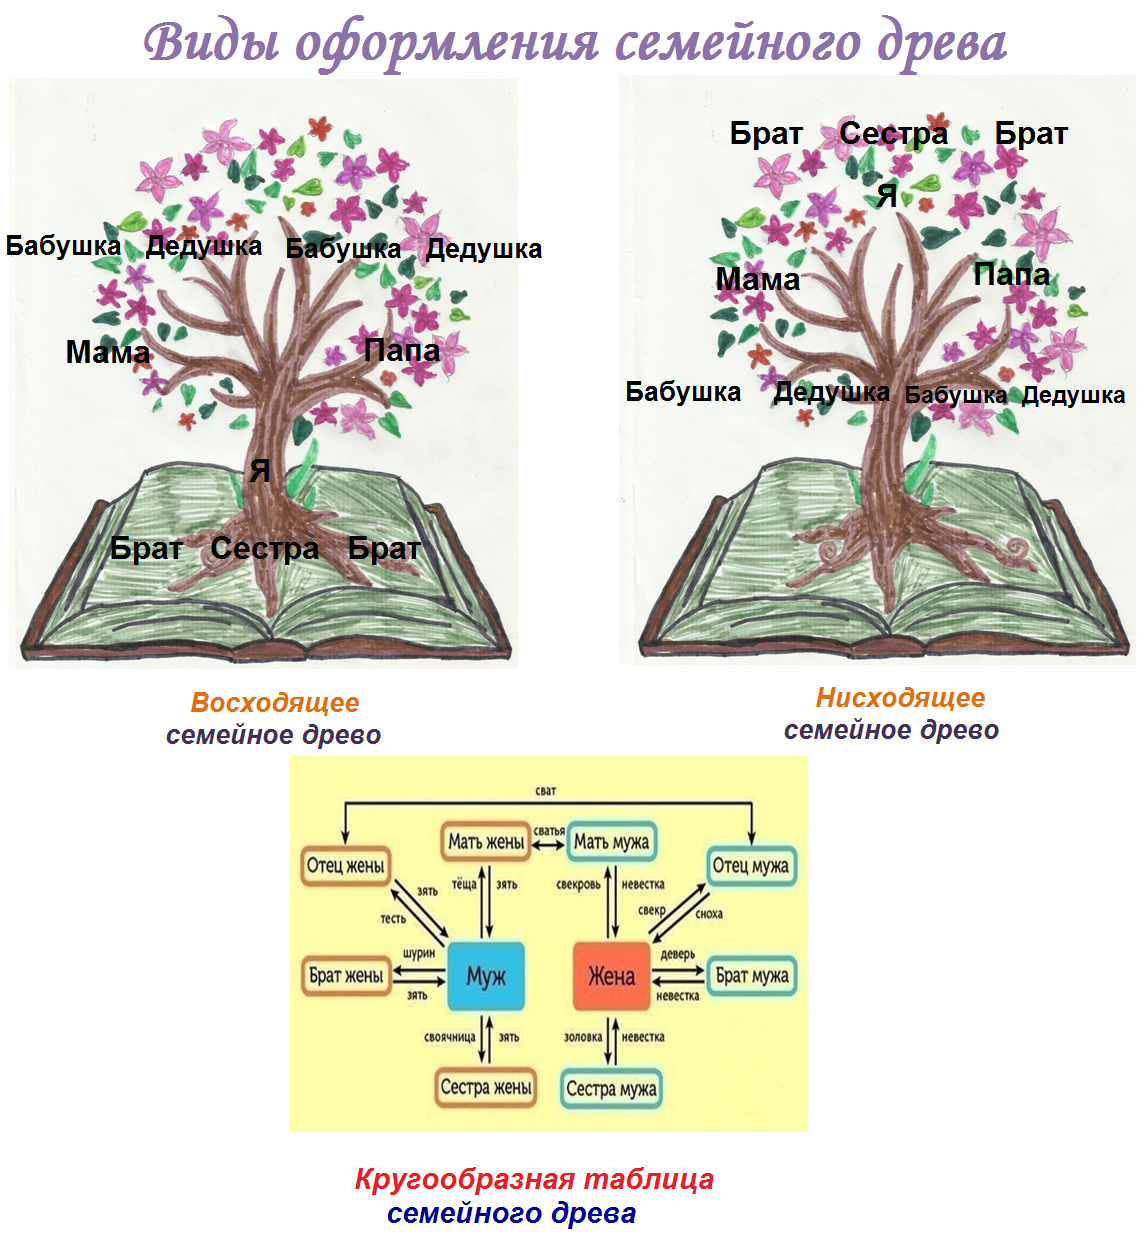 Виды оформления семейного древа
Бабушка Дедушка Бабушка Дедушка
Мама Папа
Я
Брат Сестра Брат
Восходящее
семейное древо
Брат Сестра Брат
Я
Мама Папа
Бабушка Дедушка Бабушка Дедушка
Нисходящее
семейное древо
сват
Мать жены сватья Мать мужа
Отец жены Отец мужа
зять тёща зять свекровь невестка
тесть свекр сноха
шурин деверь
Брат жены Муж Жена Брат мужа
зять невестка
своячница зять золовка невестка
Сестра жены Сестра мужа
Кругообразная таблица
семейного древа